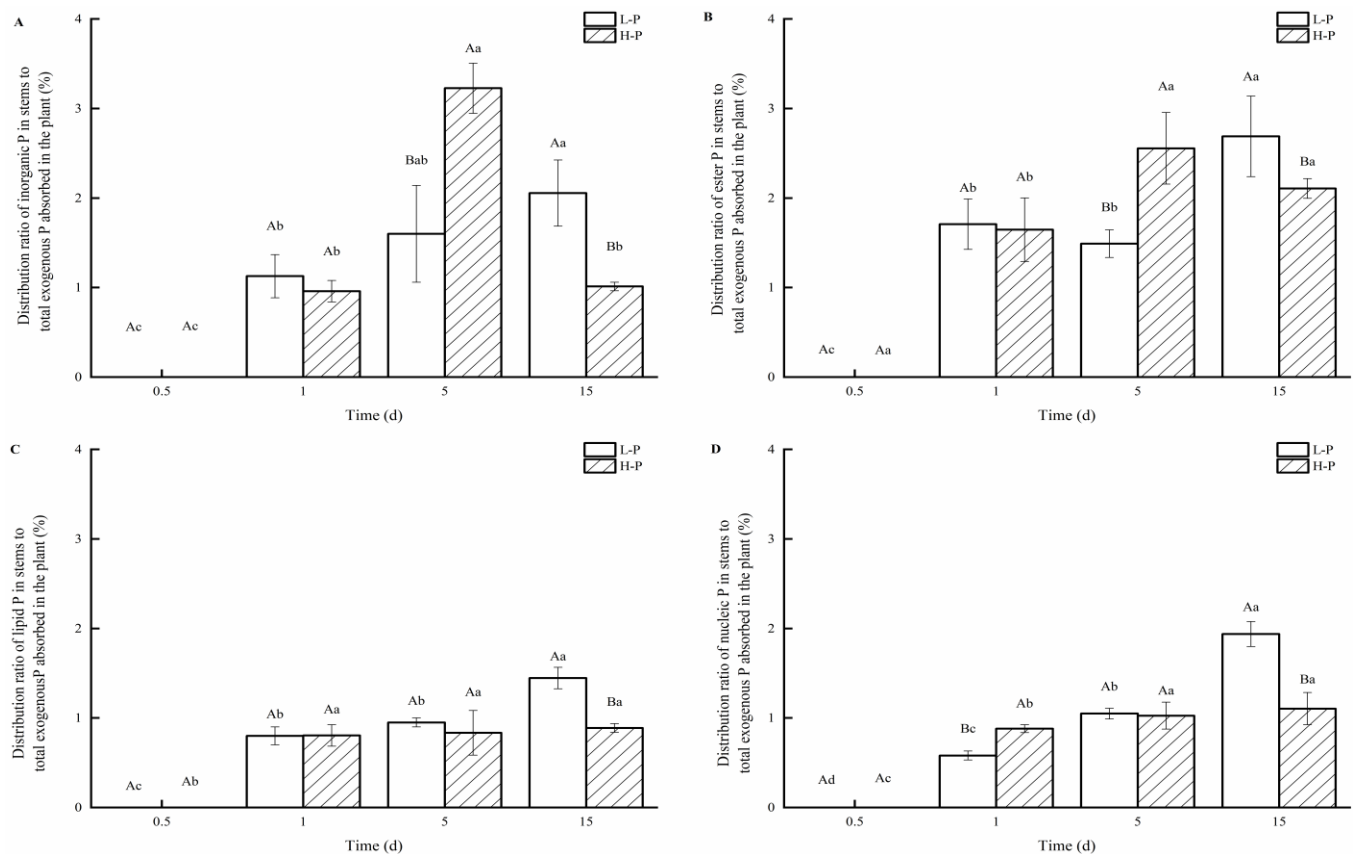 A
L-P
H-P
Distribution ratio of inorganic P in stems to
total exogenous P absorbed in the plant (%)
4
3
2
1
0
Ac
Ac
Ab
Ab
Bab
Aa
Aa
Bb
0.5
1
5
15
Time (d)
B
L-P
H-P
Distribution ratio of ester P in stems to
total exogenous P absorbed in the plant (%)
4
3
2
1
0
Ac
Aa
Ab
Ab
Bb
Aa
Aa
Ba
0.5
1
5
15
Time (d)
C
L-P
H-P
Distribution ratio of lipid P in stems to
total exogenousP absorbed in the plant (%)
4
3
2
1
0
Ac
Ab
Ab
Aa
Ab
Aa
Aa
Ba
0.5
1
5
15
Time (d)
D
L-P
H-P
Distribution ratio of nucleic P in stems to
total exogenous P absorbed in the plant (%)
4
3
2
1
0
Ad
Ac
Bc
Ab
Ab
Aa
Aa
Ba
0.5
1
5
15
Time (d)